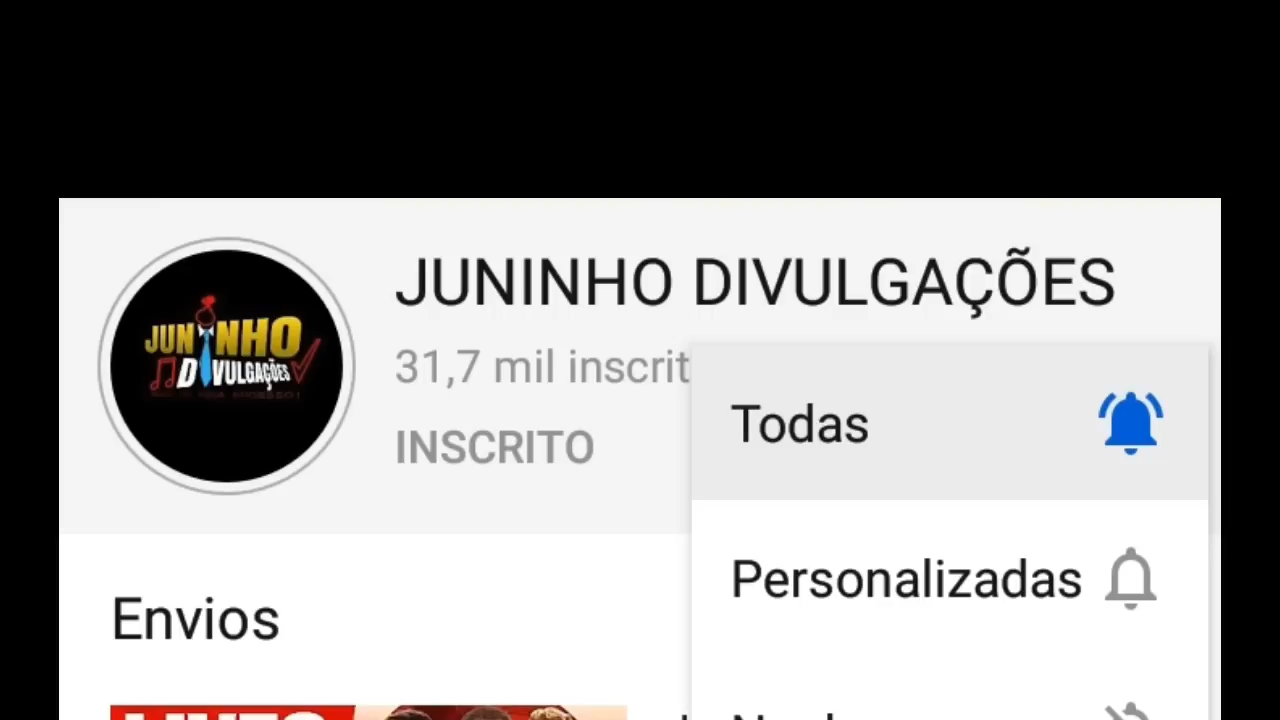 JUNINHO DIVULGAÇÕES
31,7 mil inscrit
INSCRITO
Todas
Personalizadas
Envios
JUNINHO
DIVULGAÇÕES